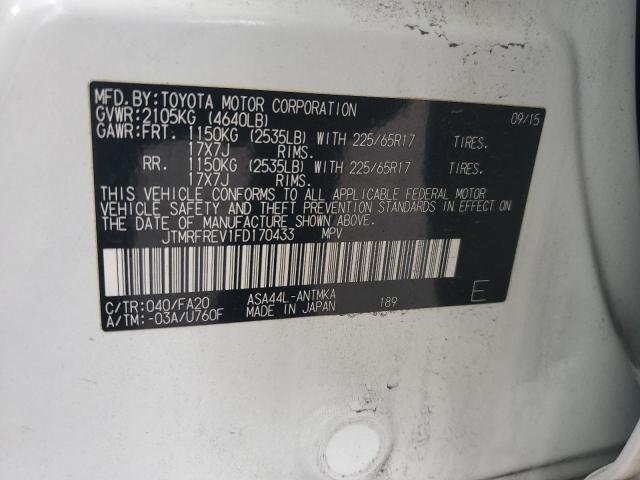 MFD.BY:TOYOTA MOTOR CORPORATION 09/15
GVWR:2105KG (4640LB)
GAWR:FRT. 1150KG (2535LB) WITH 225/65R17 TIRES.
17X7J RIMS.
RR. 1150KG (2535LB) WITH 225/65R17 TIRES.
17X7J RIMS.
THIS VEHICLE CONFORMS TO ALL APPLICABLE FEDERAL MOTOR
VEHICLE SAFETY AND THEFT PREVENTION STANDARDS IN EFFECT ON
THE DATE OF MANUFACTURE SHOWN ABOVE.
JTMRFREV1FD170433 MPV
C/TR:040/FA20 ASA44L-ANTMKA 189 E
A/TM:-03A/U760F MADE IN JAPAN